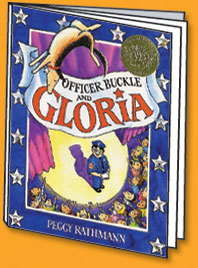 OFFICER BUCKLE
AND
GLORIA
PEGGY RATHMANN